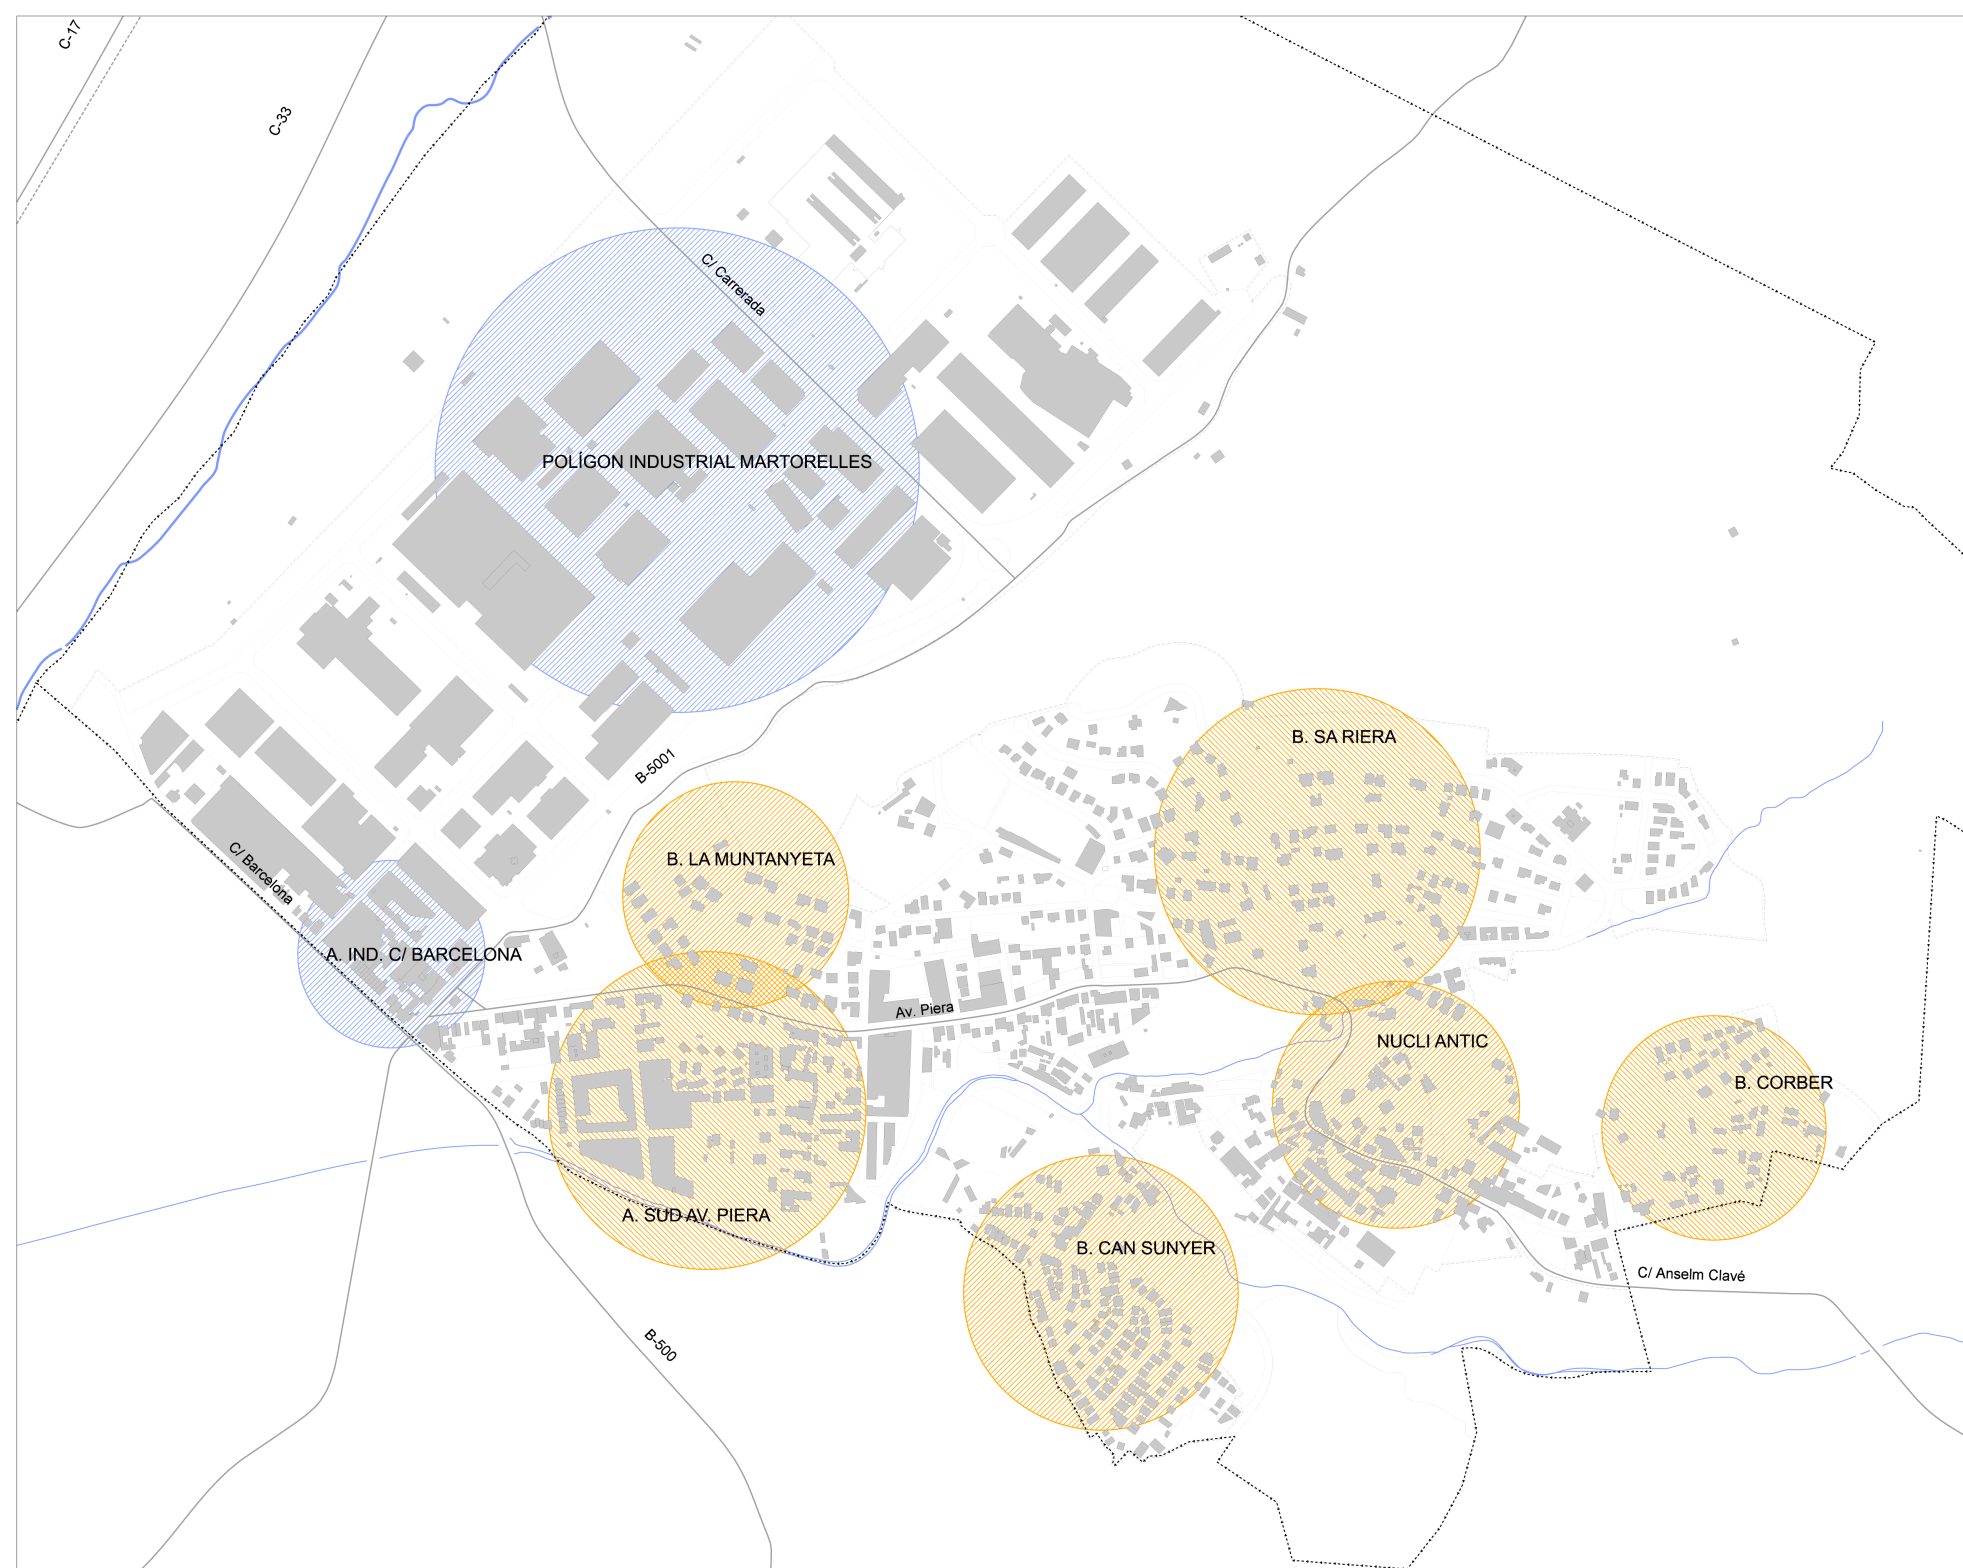 C-17
C-33
C/ Carrerada
POLÍGON INDUSTRIAL MARTORELLES
B. SA RIERA
B-5001
B. LA MUNTANYETA
C/ Barcelona
A. IND. C/ BARCELONA
Av. Piera
NUCLI ANTIC
B. CORBER
A. SUD AV. PIERA
B. CAN SUNYER
C/ Anselm Clavé
B-500